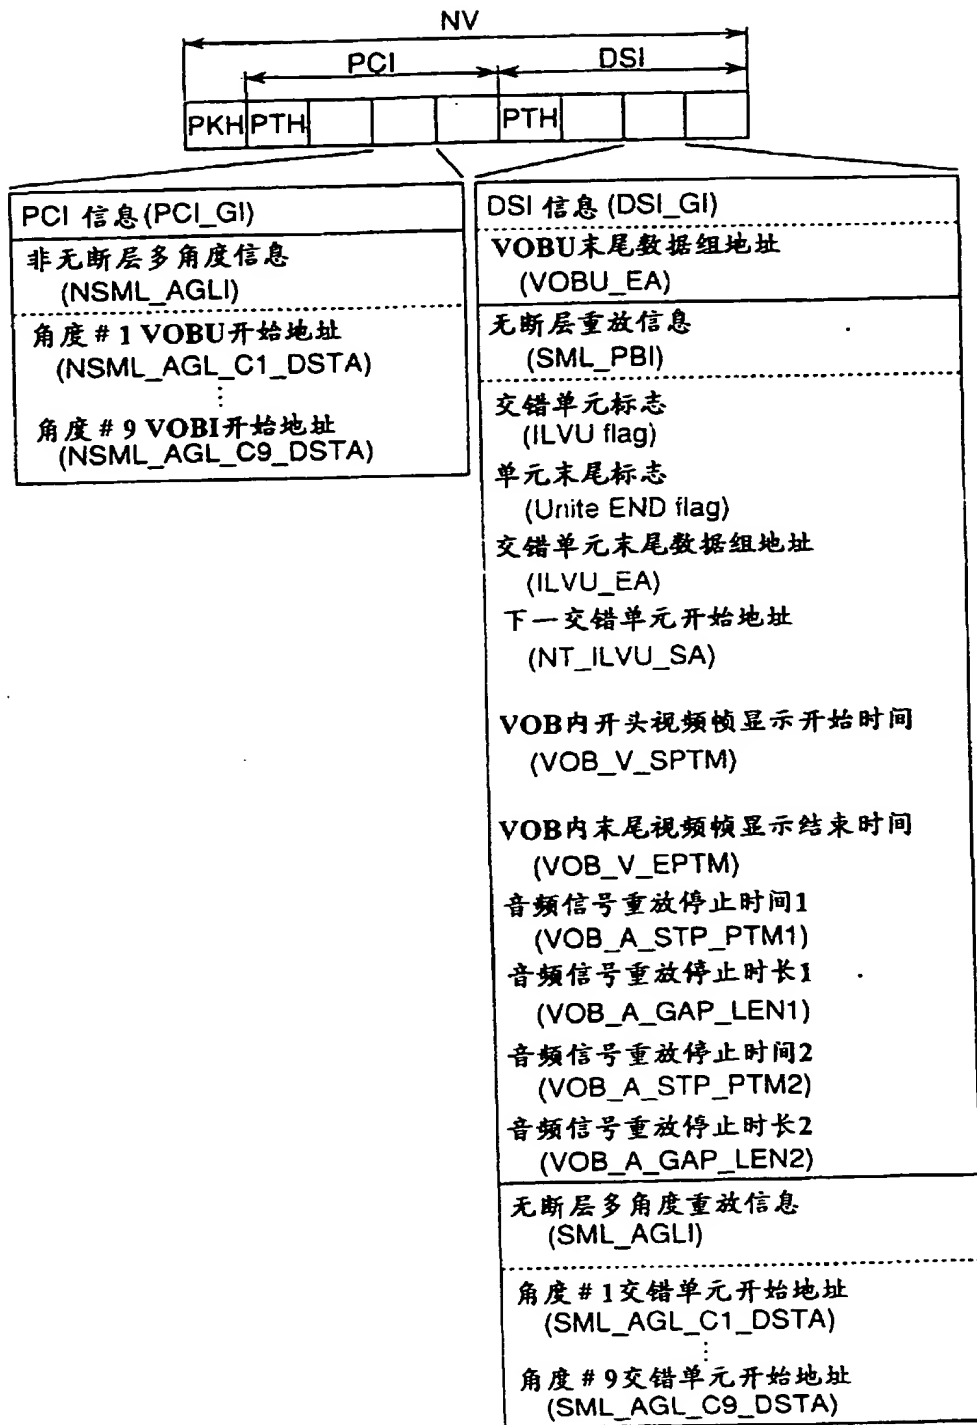 NV
PCI
DSI
PKH PTH PTH
PCI 信息(PCI_GI)
非无断层多角度信息
(NSML_AGLI)
角度#1 VOBU开始地址
(NSML_AGL_C1_DSTA)
⋮
角度#9 VOBI开始地址
(NSML_AGL_C9_DSTA)
DSI 信息(DSI_GI)
VOBU末尾数据组地址
(VOBU_EA)
无断层重放信息
(SML_PBI)
交错单元标志
(ILVU flag)
单元末尾标志
(Unite END flag)
交错单元末尾数据组地址
(ILVU_EA)
下一交错单元开始地址
(NT_ILVU_SA)
VOB内开头视频帧显示开始时间
(VOB_V_SPTM)
VOB内末尾视频帧显示结束时间
(VOB_V_EPTM)
音频信号重放停止时间1
(VOB_A_STP_PTM1)
音频信号重放停止时长1
(VOB_A_GAP_LEN1)
音频信号重放停止时间2
(VOB_A_STP_PTM2)
音频信号重放停止时长2
(VOB_A_GAP_LEN2)
无断层多角度重放信息
(SML_AGLI)
角度#1交错单元开始地址
(SML_AGL_C1_DSTA)
⋮
角度#9交错单元开始地址
(SML_AGL_C9_DSTA)